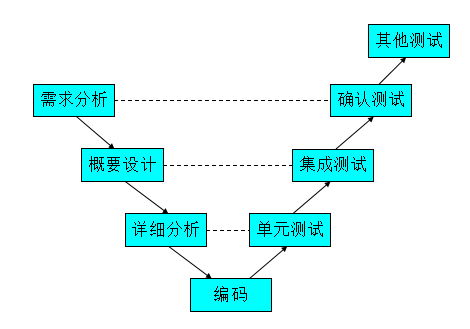 其他测试
需求分析
确认测试
概要设计
集成测试
详细分析
单元测试
编码